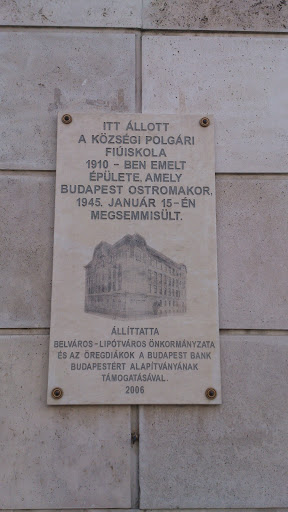 ITT ÁLLOTT
A KÖZSÉGI POLGÁRI
FIÚISKOLA
1910 - BEN EMELT
ÉPÜLETE, AMELY
BUDAPEST OSTROMAKOR,
1945. JANUÁR 15-ÉN
MEGSEMMISÜLT.
ÁLLÍTTATTA
BELVÁROS-LIPÓTVÁROS ÖNKORMÁNYZATA
ÉS AZ ÖREGDIÁKOK A BUDAPEST BANK
BUDAPESTÉRT ALAPÍTVÁNYÁNAK
TÁMOGATÁSÁVAL.
2006